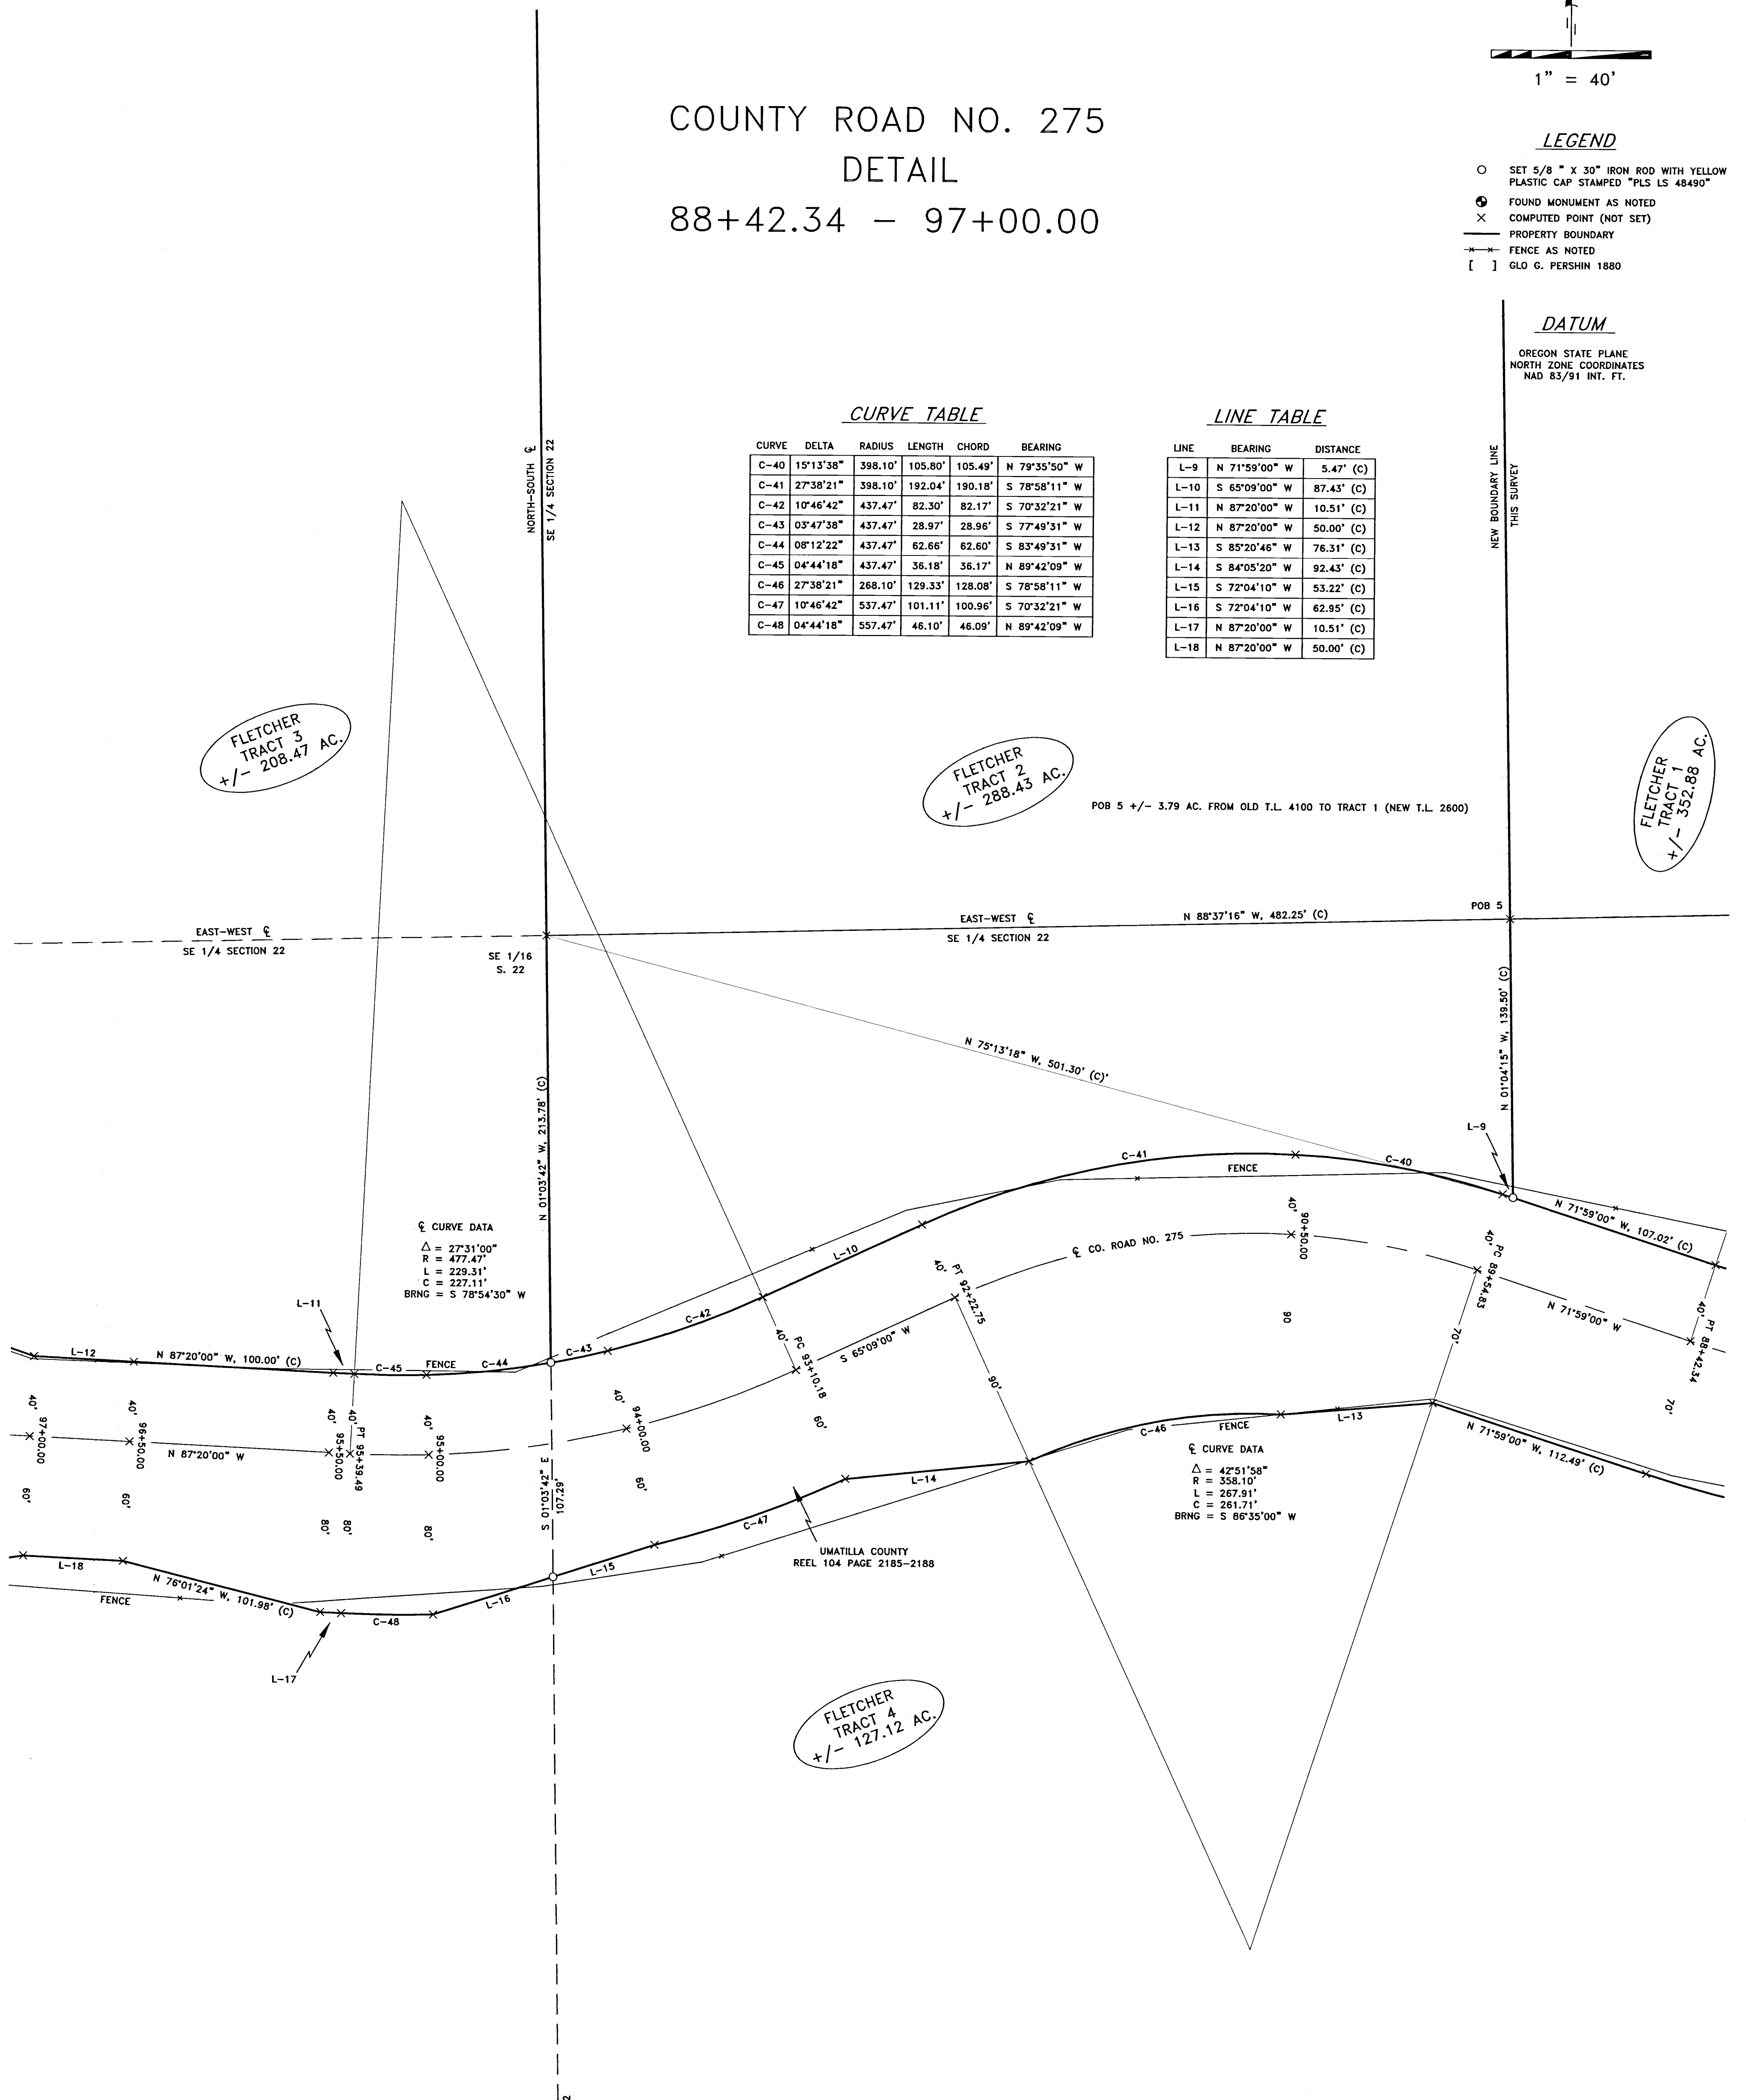 1" = 40'
COUNTY ROAD NO. 275
DETAIL
88+42.34 - 97+00.00
LEGEND
SET 5/8 " X 30" IRON ROD WITH YELLOW
PLASTIC CAP STAMPED "PLS LS 48490"
FOUND MONUMENT AS NOTED
COMPUTED POINT (NOT SET)
PROPERTY BOUNDARY
FENCE AS NOTED
[ ] GLO G. PERSHIN 1880
DATUM
OREGON STATE PLANE
NORTH ZONE COORDINATES
NAD 83/91 INT. FT.
CURVE TABLE
CURVE DELTA RADIUS LENGTH CHORD BEARING
C-40 15°13'38" 398.10' 105.80' 105.49' N 79°35'50" W
C-41 27°38'21" 398.10' 192.04' 190.18' S 78°58'11" W
C-42 10°46'42" 437.47' 82.30' 82.17' S 70°32'21" W
C-43 03°47'38" 437.47' 28.97' 28.96' S 77°49'31" W
C-44 08°12'22" 437.47' 62.66' 62.60' S 83°49'31" W
C-45 04°44'18" 437.47' 36.18' 36.17' N 89°42'09" W
C-46 27°38'21" 268.10' 129.33' 128.08' S 78°58'11" W
C-47 10°46'42" 537.47' 101.11' 100.96' S 70°32'21" W
C-48 04°44'18" 557.47' 46.10' 46.09' N 89°42'09" W
LINE TABLE
LINE BEARING DISTANCE
L-9 N 71°59'00" W 5.47' (C)
L-10 S 65°09'00" W 87.43' (C)
L-11 N 87°20'00" W 10.51' (C)
L-12 N 87°20'00" W 50.00' (C)
L-13 S 85°20'46" W 76.31' (C)
L-14 S 84°05'20" W 92.43' (C)
L-15 S 72°04'10" W 53.22' (C)
L-16 S 72°04'10" W 62.95' (C)
L-17 N 87°20'00" W 10.51' (C)
L-18 N 87°20'00" W 50.00' (C)
NORTH-SOUTH ℄
SE 1/4 SECTION 22
NEW BOUNDARY LINE
THIS SURVEY
FLETCHER
TRACT 3
+/- 208.47 AC.
FLETCHER
TRACT 2
+/- 288.43 AC.
FLETCHER
TRACT 1
+/- 352.88 AC.
POB 5 +/- 3.79 AC. FROM OLD T.L. 4100 TO TRACT 1 (NEW T.L. 2600)
POB 5
EAST-WEST ℄
SE 1/4 SECTION 22
EAST-WEST ℄
SE 1/4 SECTION 22
N 88°37'16" W, 482.25' (C)
SE 1/16
S. 22
N 75°13'18" W, 501.30' (C)'
N 01°04'15" W, 139.50' (C)
N 01°03'42" W, 213.78' (C)
L-9
C-41
C-40
FENCE
N 71°59'00" W, 107.02' (C)
℄ CURVE DATA
Δ = 27°31'00"
R = 477.47'
L = 229.31'
C = 227.11'
BRNG = S 78°54'30" W
L-10
℄ CO. ROAD NO. 275
40'
90+50.00
90
40'
PC 89+54.83
70'
N 71°59'00" W
40'
PT 88+42.34
70'
L-11
C-42
40'
PT 92+22.75
90'
S 65°09'00" W
40'
PC 93+10.18
60'
L-12
N 87°20'00" W, 100.00' (C)
C-45
FENCE
C-44
C-43
40'
97+00.00
60'
40'
96+50.00
60'
N 87°20'00" W
40'
95+50.00
80'
40'
PT 95+39.49
80'
40'
95+00.00
80'
40'
94+00.00
60'
S 01°03'42" E
107.29'
C-46
FENCE
L-13
N 71°59'00" W, 112.49' (C)
℄ CURVE DATA
Δ = 42°51'58"
R = 358.10'
L = 267.91'
C = 261.71'
BRNG = S 86°35'00" W
L-14
C-47
UMATILLA COUNTY
REEL 104 PAGE 2185-2188
L-15
L-16
L-18
N 76°01'24" W, 101.98' (C)
FENCE
C-48
L-17
FLETCHER
TRACT 4
+/- 127.12 AC.
2